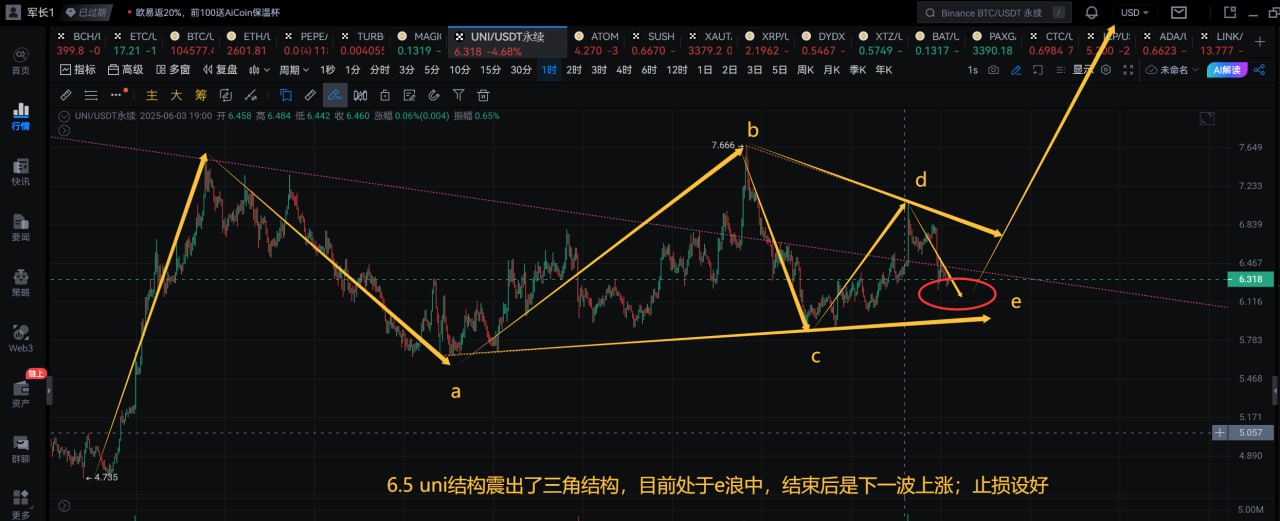 军长1 已过期 欧易返20%，前100送AiCoin保温杯 Binance BTC/USDT 永续 / USD
BCH/ ETC/L BTC/L ETH/L PEPE/ TURB MAGIC UNI/USDT永续 ATOM SUSH XAUT, XRP/L DYDX XTZ/L BAT/L PAXG CTC/L ADA/L LINK/
399.8 -0 17.21 -1 104577.4 2601.81 0.0(4)11 0.004055 0.1319 - 6.318 -4.68% 4.270 -3 0.6670 - 3379.2 0 2.1962 - 0.5467 - 0.5749 - 0.1317 - 3390.18 0.6984 7 5.200 -2 0.6623 - 13.777
首页
指标 高级 多窗 复盘 周期 1秒 1分 分时 3分 5分 10分 15分 30分 1时 2时 3时 4时 6时 12时 1日 2日 3日 5日 周K 月K 季K 年K 1s 显示 未命名 AI解读
主 大 筹
行情
UNI/USDT永续 2025-06-03 19:00 开 6.458 高 6.484 低 6.442 收 6.460 涨幅 0.06%(0.004) 振幅 0.65%
b
7.666
7.649
快讯
d
7.233
6.839
要闻
6.467
6.318
策略
6.116
e
5.783
Web3
c
链上
a
5.468
资产
5.171
5.057
群聊
4.890
4.735
6.5 uni结构震出了三角结构，目前处于e浪中，结束后是下一波上涨；止损设好
更多
5.00M